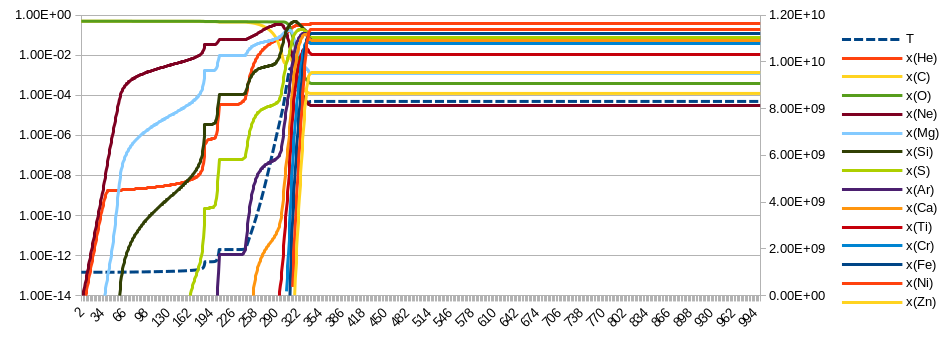 1.00E+00
1.00E-02
1.00E-04
1.00E-06
1.00E-08
1.00E-10
1.00E-12
1.00E-14
1.20E+10
1.00E+10
8.00E+09
6.00E+09
4.00E+09
2.00E+09
0.00E+00
2 34 66 98 130 162 194 226 258 290 322 354 386 418 450 482 514 546 578 610 642 674 706 738 770 802 834 866 898 930 962 994
T
x(He)
x(C)
x(O)
x(Ne)
x(Mg)
x(Si)
x(S)
x(Ar)
x(Ca)
x(Ti)
x(Cr)
x(Fe)
x(Ni)
x(Zn)